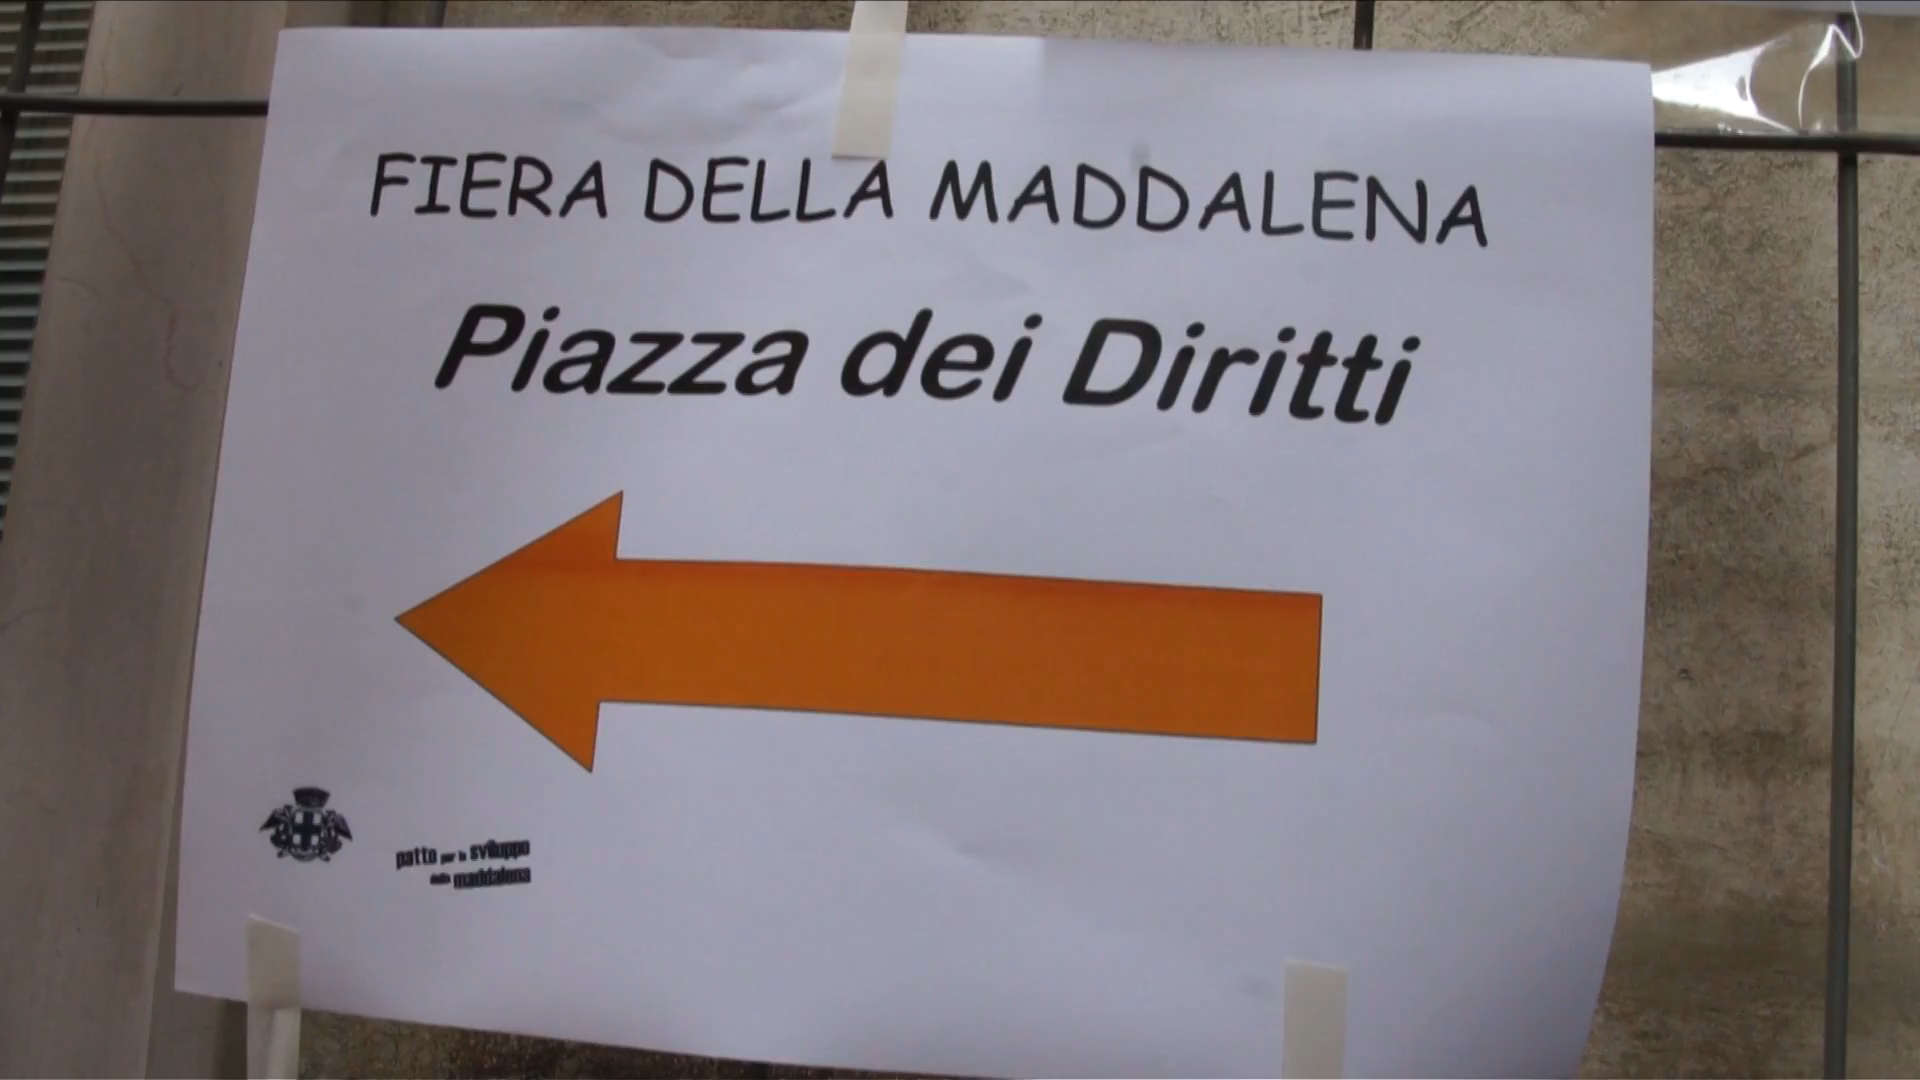 FIERA DELLA MADDALENA
Piazza dei Diritti
patto per lo sviluppo
della maddalena